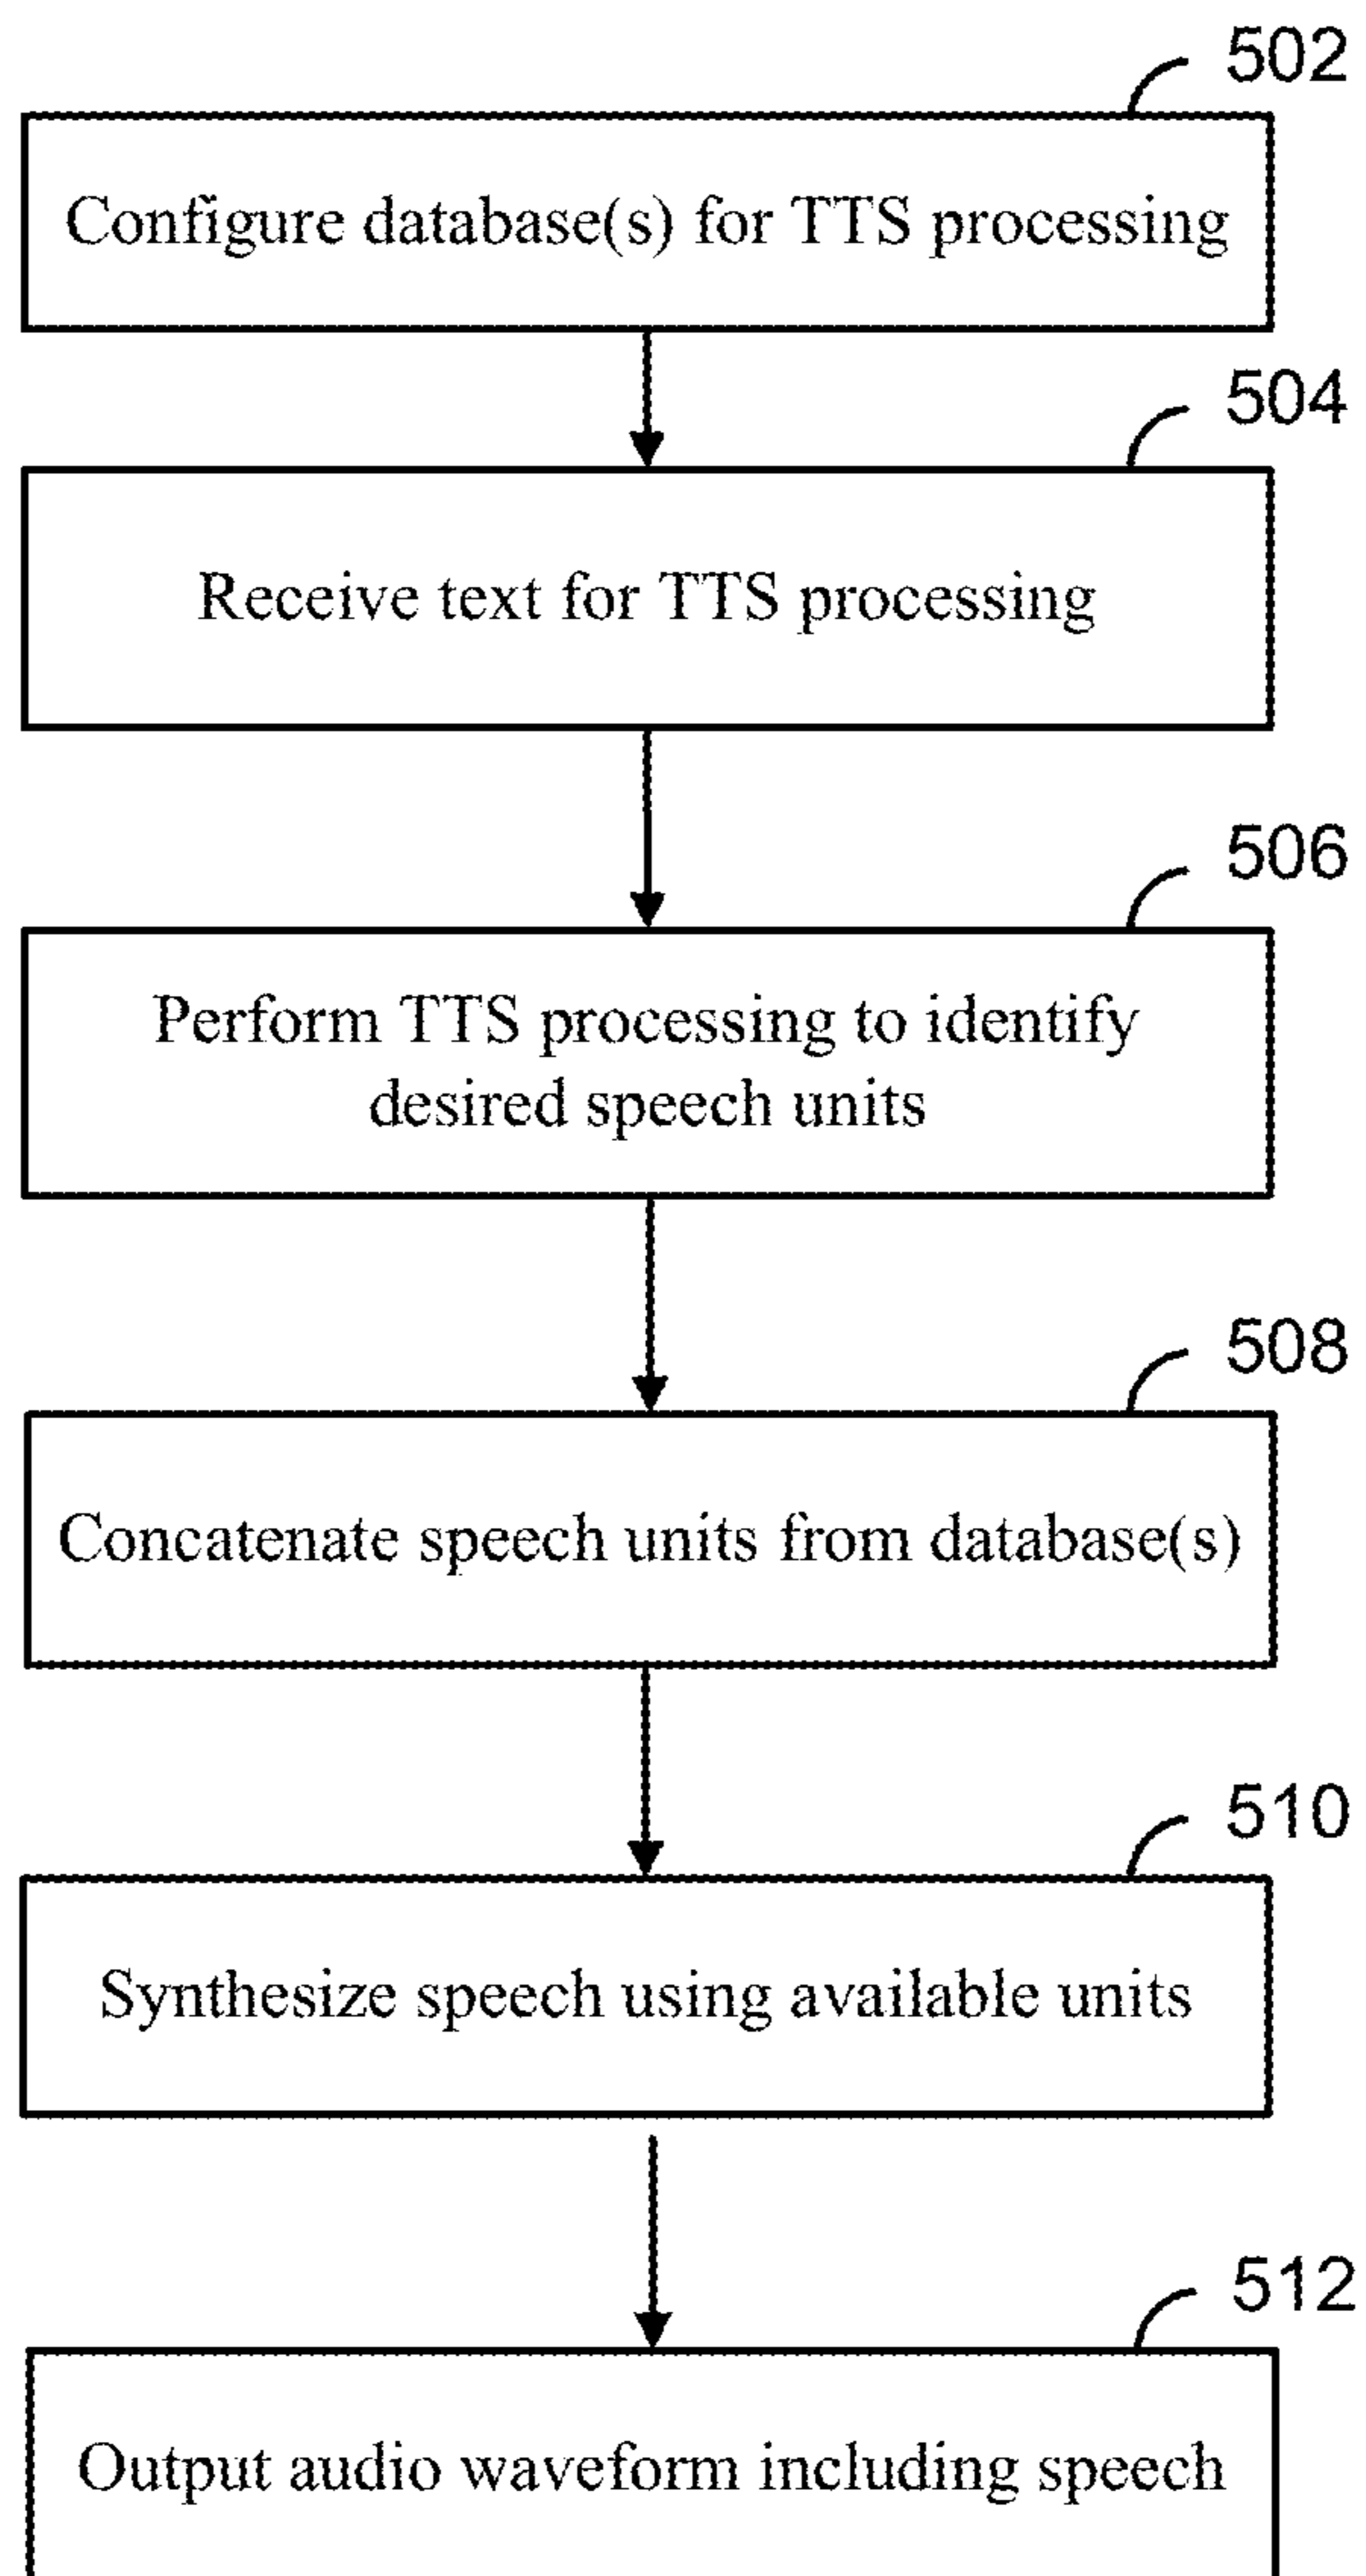 502
Configure database(s) for TTS processing
504
Receive text for TTS processing
506
Perform TTS processing to identify
desired speech units
508
Concatenate speech units from database(s)
510
Synthesize speech using available units
512
Output audio waveform including speech